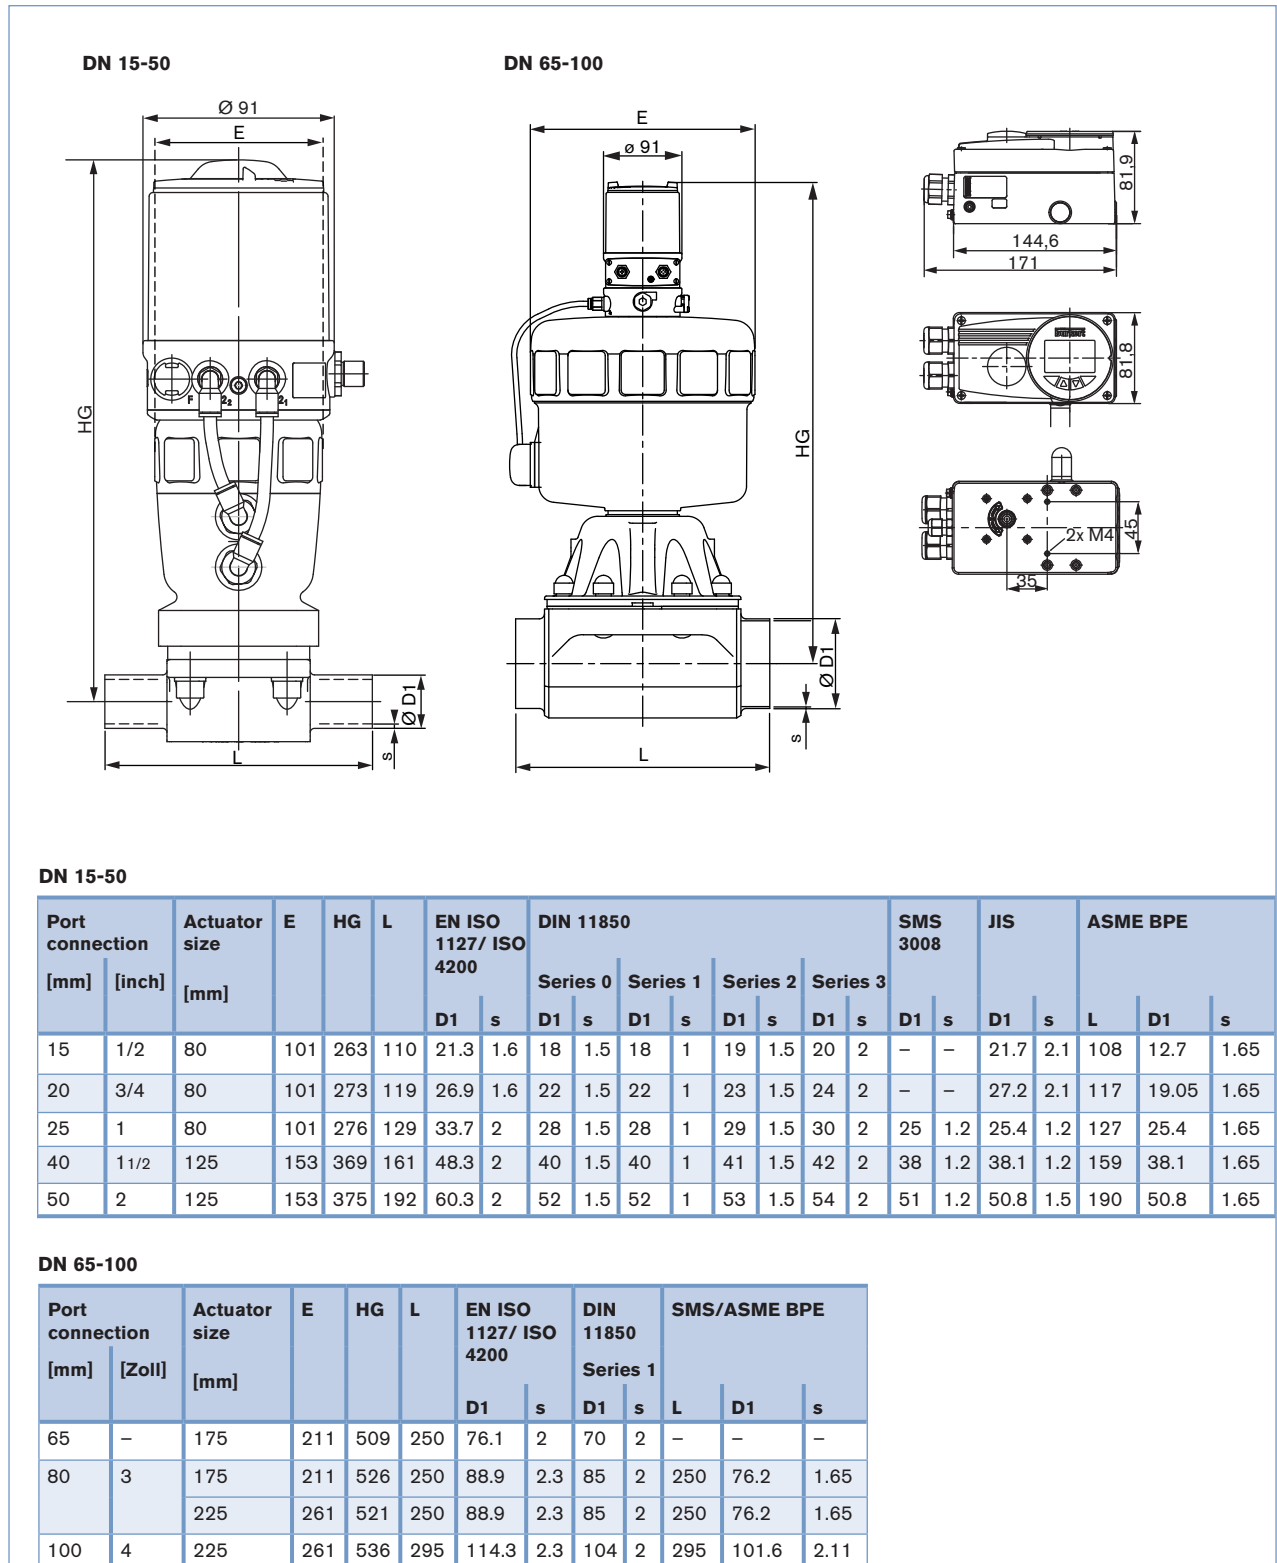 DN 15-50
DN 65-100
Ø 91
E
HG
F
2₂
2₁
Ø D1
s
L
E
ø 91
HG
Ø D1
s
L
81,9
144,6
171
burkert
81,8
2x M4
45
35
DN 15-50
Port connection | Actuator size | E | HG | L | EN ISO 1127/ ISO 4200 | DIN 11850 | SMS 3008 | JIS | ASME BPE
[mm] [inch] [mm] Series 0 Series 1 Series 2 Series 3
D1 s D1 s D1 s D1 s D1 s D1 s D1 s L D1 s
15 1/2 80 101 263 110 21.3 1.6 18 1.5 18 1 19 1.5 20 2 – – 21.7 2.1 108 12.7 1.65
20 3/4 80 101 273 119 26.9 1.6 22 1.5 22 1 23 1.5 24 2 – – 27.2 2.1 117 19.05 1.65
25 1 80 101 276 129 33.7 2 28 1.5 28 1 29 1.5 30 2 25 1.2 25.4 1.2 127 25.4 1.65
40 1 1/2 125 153 369 161 48.3 2 40 1.5 40 1 41 1.5 42 2 38 1.2 38.1 1.2 159 38.1 1.65
50 2 125 153 375 192 60.3 2 52 1.5 52 1 53 1.5 54 2 51 1.2 50.8 1.5 190 50.8 1.65
DN 65-100
Port connection | Actuator size | E | HG | L | EN ISO 1127/ ISO 4200 | DIN 11850 | SMS/ASME BPE
[mm] [Zoll] [mm] Series 1
D1 s D1 s L D1 s
65 – 175 211 509 250 76.1 2 70 2 – – –
80 3 175 211 526 250 88.9 2.3 85 2 250 76.2 1.65
225 261 521 250 88.9 2.3 85 2 250 76.2 1.65
100 4 225 261 536 295 114.3 2.3 104 2 295 101.6 2.11